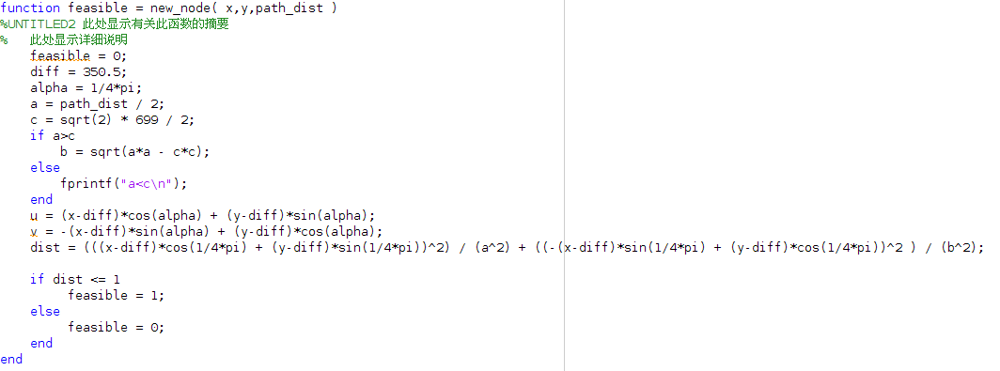 function feasible = new_node( x,y,path_dist )
%UNTITLED2 此处显示有关此函数的摘要
%   此处显示详细说明
    feasible = 0;
    diff = 350.5;
    alpha = 1/4*pi;
    a = path_dist / 2;
    c = sqrt(2) * 699 / 2;
    if a>c
        b = sqrt(a*a - c*c);
    else
        fprintf("a<c\n");
    end
    u = (x-diff)*cos(alpha) + (y-diff)*sin(alpha);
    v = -(x-diff)*sin(alpha) + (y-diff)*cos(alpha);
    dist = (((x-diff)*cos(1/4*pi) + (y-diff)*sin(1/4*pi))^2) / (a^2) + ((-(x-diff)*sin(1/4*pi) + (y-diff)*cos(1/4*pi))^2 ) / (b^2);
    if dist <= 1
         feasible = 1;
    else
         feasible = 0;
    end
end